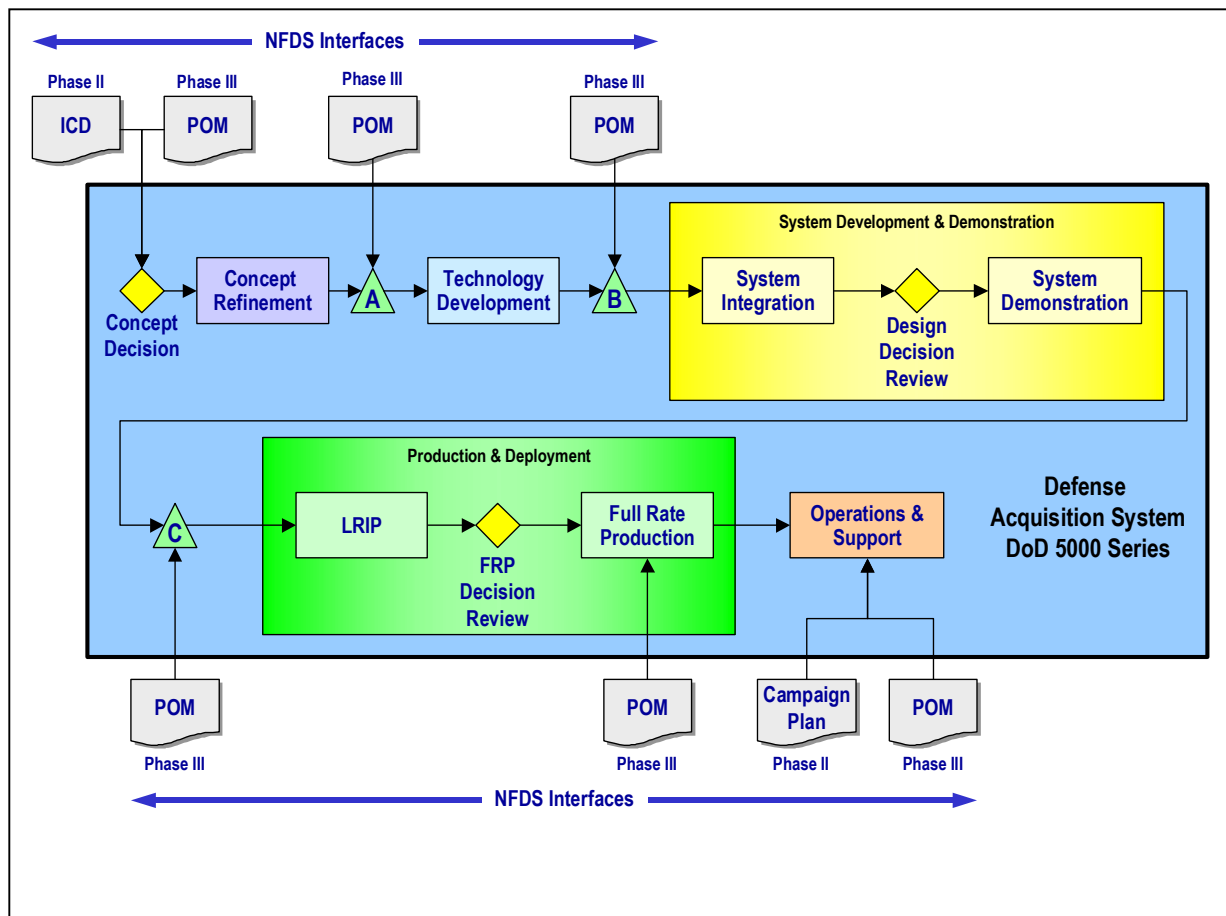 NFDS Interfaces
Phase II
Phase III
Phase III
Phase III
ICD
POM
POM
POM
System Development & Demonstration
Concept
Refinement
A
Technology
Development
B
System
Integration
System
Demonstration
Concept
Decision
Design
Decision
Review
Production & Deployment
C
LRIP
Full Rate
Production
Operations &
Support
Defense
Acquisition System
DoD 5000 Series
FRP
Decision
Review
POM
POM
Campaign
Plan
POM
Phase III
Phase III
Phase II
Phase III
NFDS Interfaces